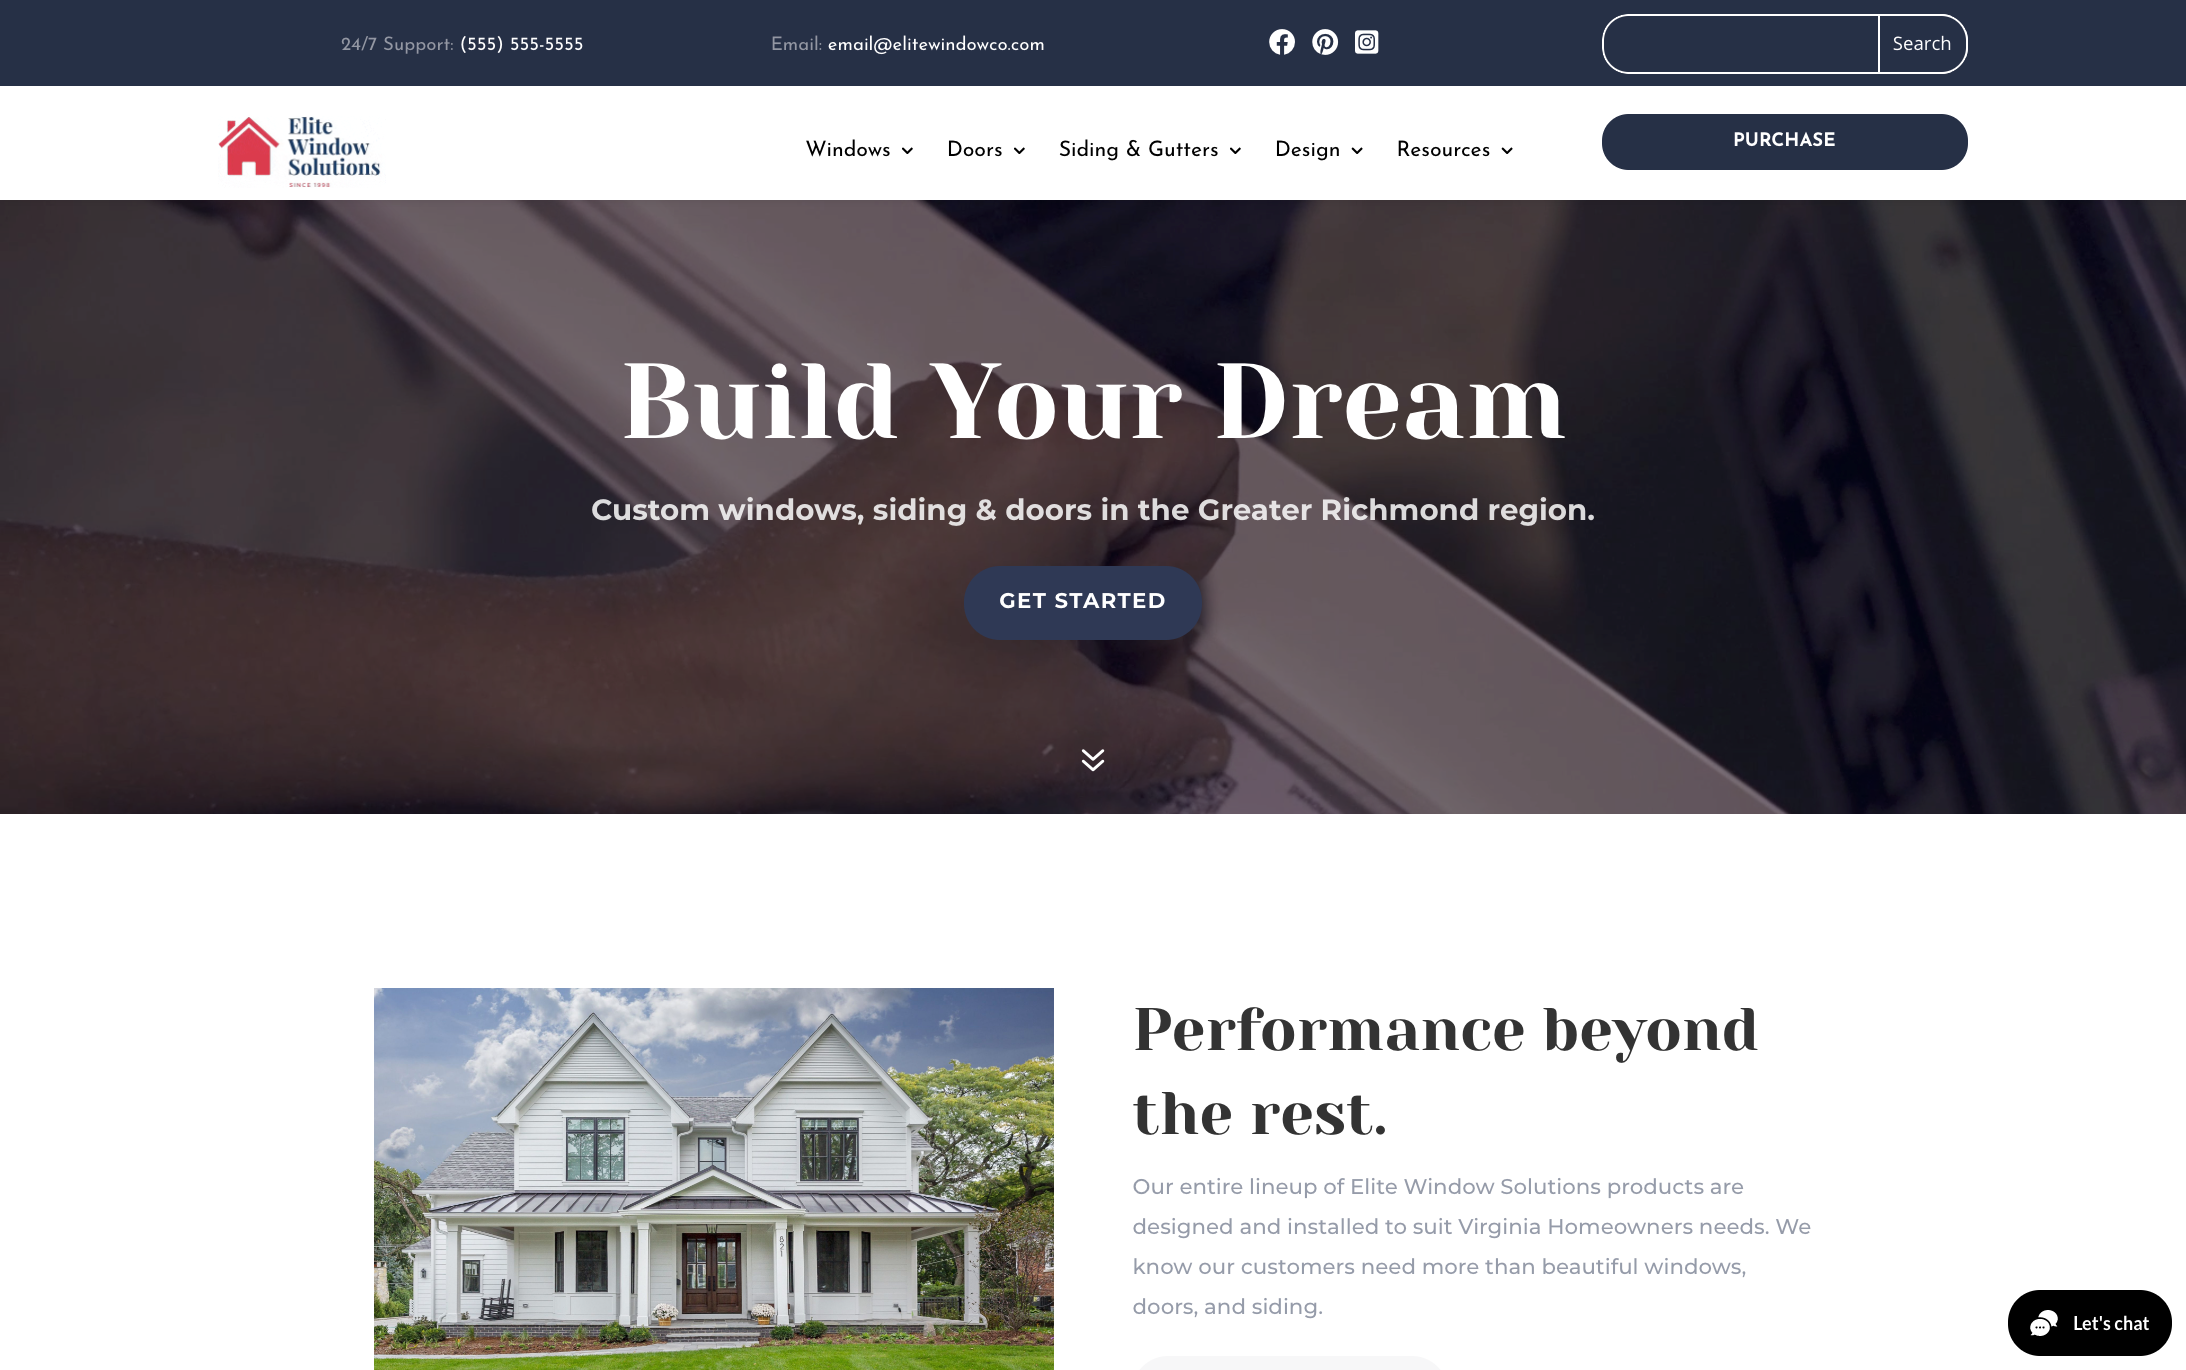 24/7 Support: (555) 555-5555
Email: email@elitewindowco.com
Search
Elite
Window
Solutions
SINCE 1998
Windows
Doors
Siding & Gutters
Design
Resources
PURCHASE
Build Your Dream
Custom windows, siding & doors in the Greater Richmond region.
GET STARTED
Performance beyond
the rest.
Our entire lineup of Elite Window Solutions products are
designed and installed to suit Virginia Homeowners needs. We
know our customers need more than beautiful windows,
doors, and siding.
821
Let's chat